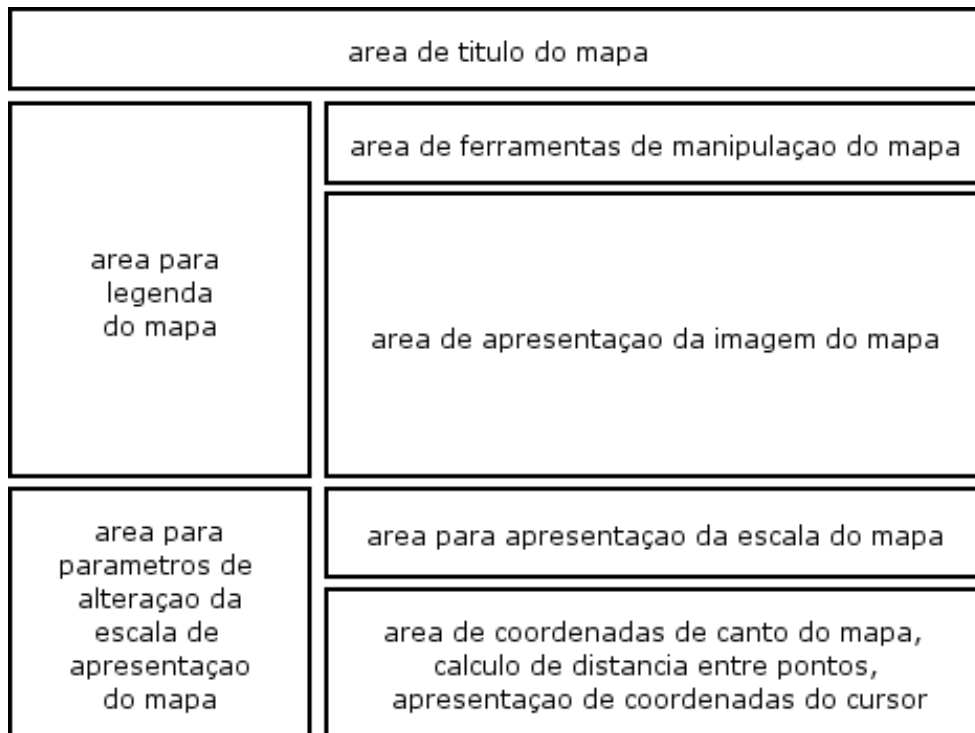 area de titulo do mapa
area de ferramentas de manipulaçao do mapa
area para
legenda
do mapa
area de apresentaçao da imagem do mapa
area para
parametros de
alteraçao da
escala de
apresentaçao
do mapa
area para apresentaçao da escala do mapa
area de coordenadas de canto do mapa,
calculo de distancia entre pontos,
apresentaçao de coordenadas do cursor